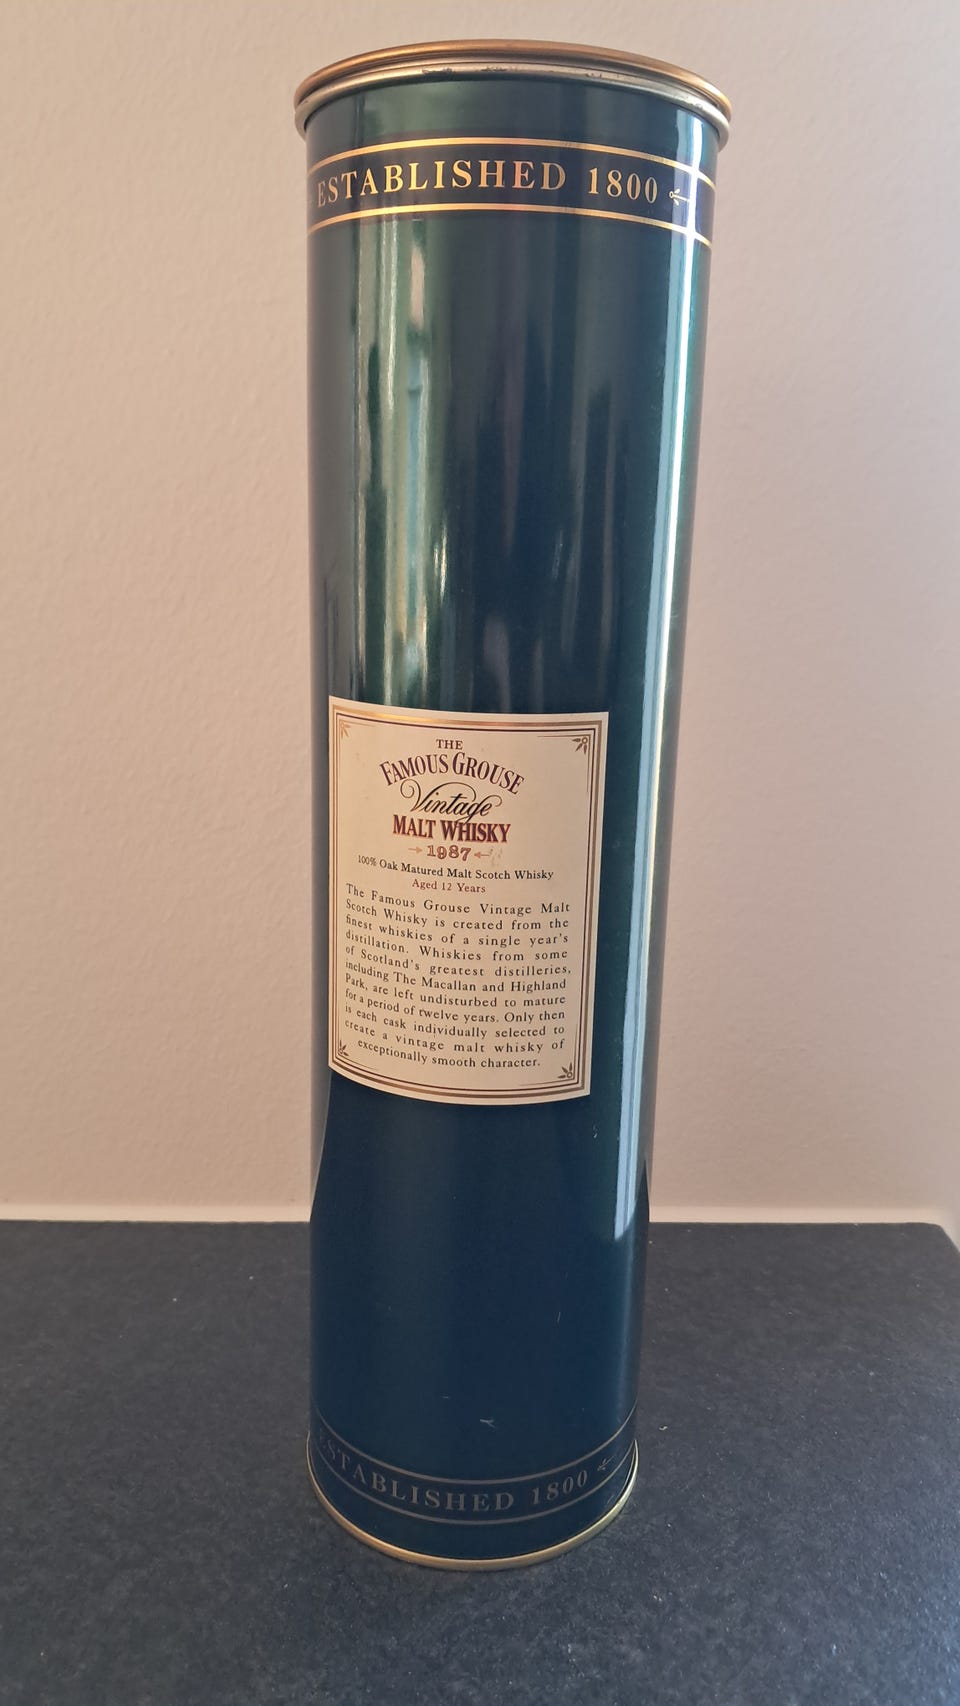 ESTABLISHED 1800
THE
FAMOUS GROUSE
Vintage
MALT WHISKY
1987
100% Oak Matured Malt Scotch Whisky
Aged 12 Years
The Famous Grouse Vintage Malt
Scotch Whisky is created from the
finest whiskies of a single year's
distillation. Whiskies from some
of Scotland's greatest distilleries,
including The Macallan and Highland
Park, are left undisturbed to mature
for a period of twelve years. Only then
is each cask individually selected to
create a vintage malt whisky of
exceptionally smooth character.
ESTABLISHED 1800